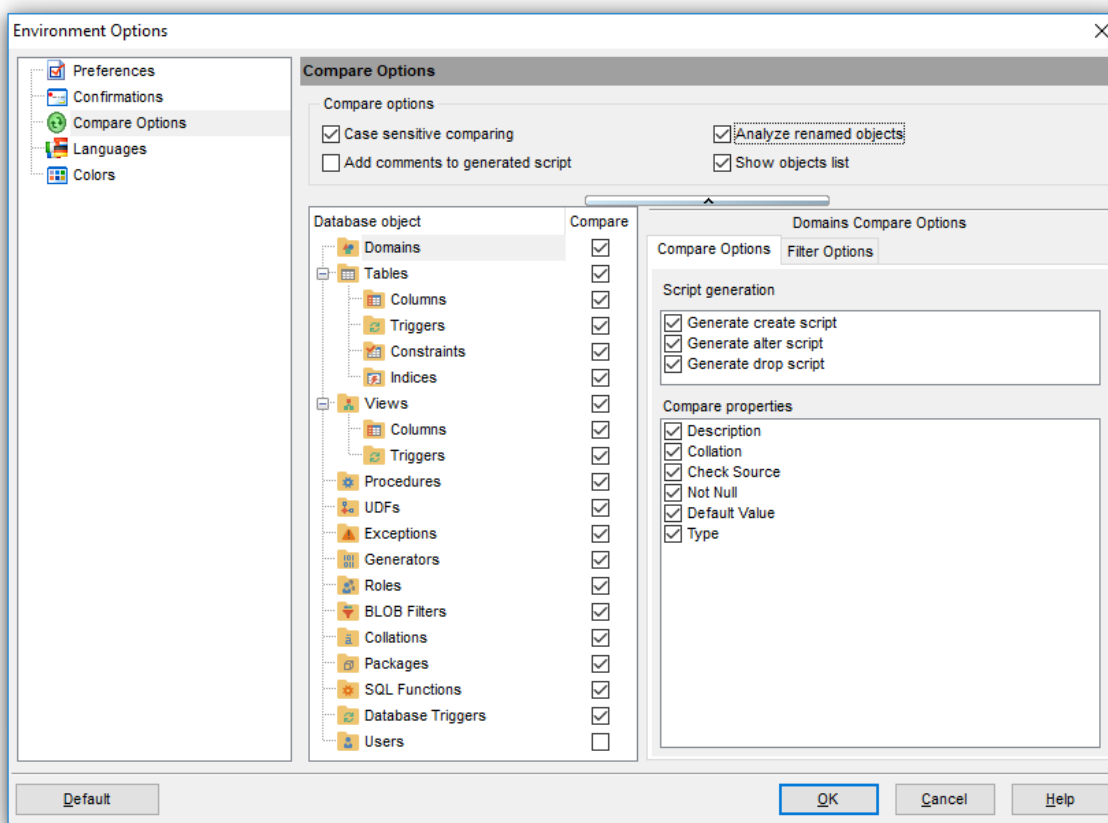 Environment Options
Preferences
Confirmations
Compare Options
Languages
Colors
Compare Options
Compare options
Case sensitive comparing
Analyze renamed objects
Add comments to generated script
Show objects list
Database object
Compare
Domains
Tables
Columns
Triggers
Constraints
Indices
Views
Columns
Triggers
Procedures
UDFs
Exceptions
Generators
Roles
BLOB Filters
Collations
Packages
SQL Functions
Database Triggers
Users
Domains Compare Options
Compare Options
Filter Options
Script generation
Generate create script
Generate alter script
Generate drop script
Compare properties
Description
Collation
Check Source
Not Null
Default Value
Type
Default
OK
Cancel
Help